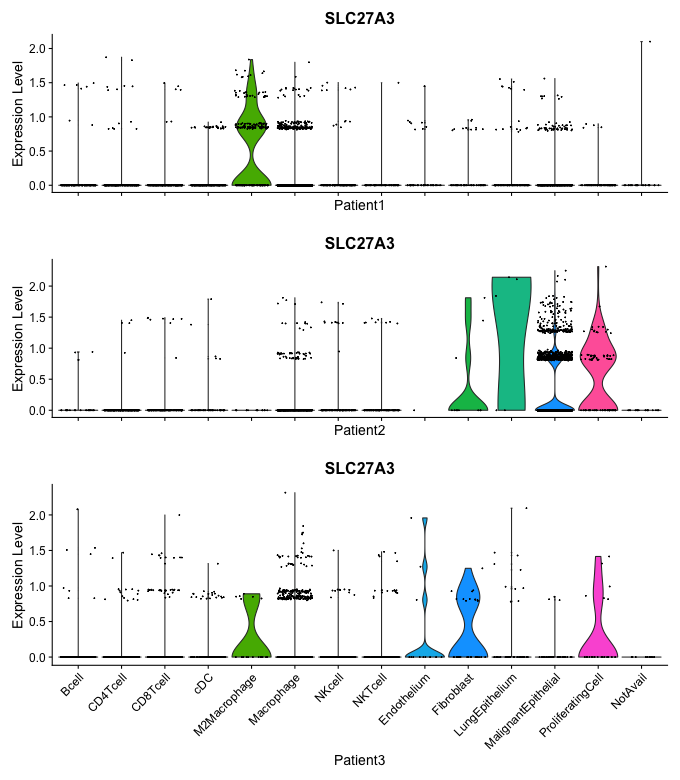 SLC27A3
Expression Level
2.0
1.5
1.0
0.5
0.0
Patient1
SLC27A3
Expression Level
2.0
1.5
1.0
0.5
0.0
Patient2
SLC27A3
Expression Level
2.0
1.5
1.0
0.5
0.0
Bcell
CD4Tcell
CD8Tcell
cDC
M2Macrophage
Macrophage
NKcell
NKTcell
Endothelium
Fibroblast
LungEpithelium
MalignantEpithelial
ProliferatingCell
NotAvail
Patient3